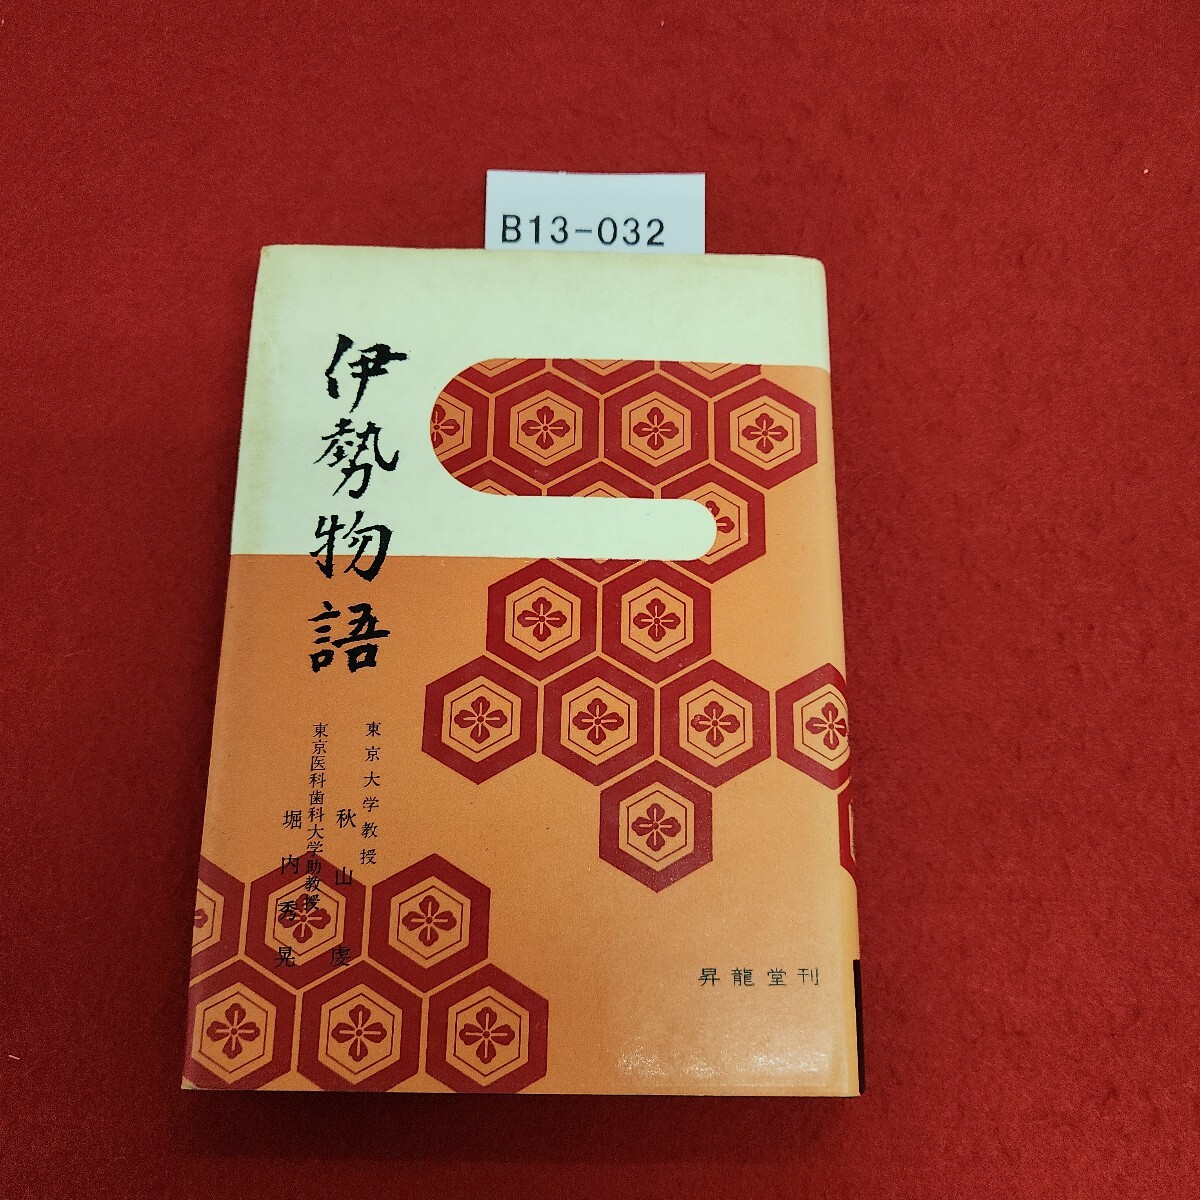 B13-032
伊勢物語
東京大学教授
秋山虔
東京医科歯科大学助教授
堀内秀晃
昇龍堂刊